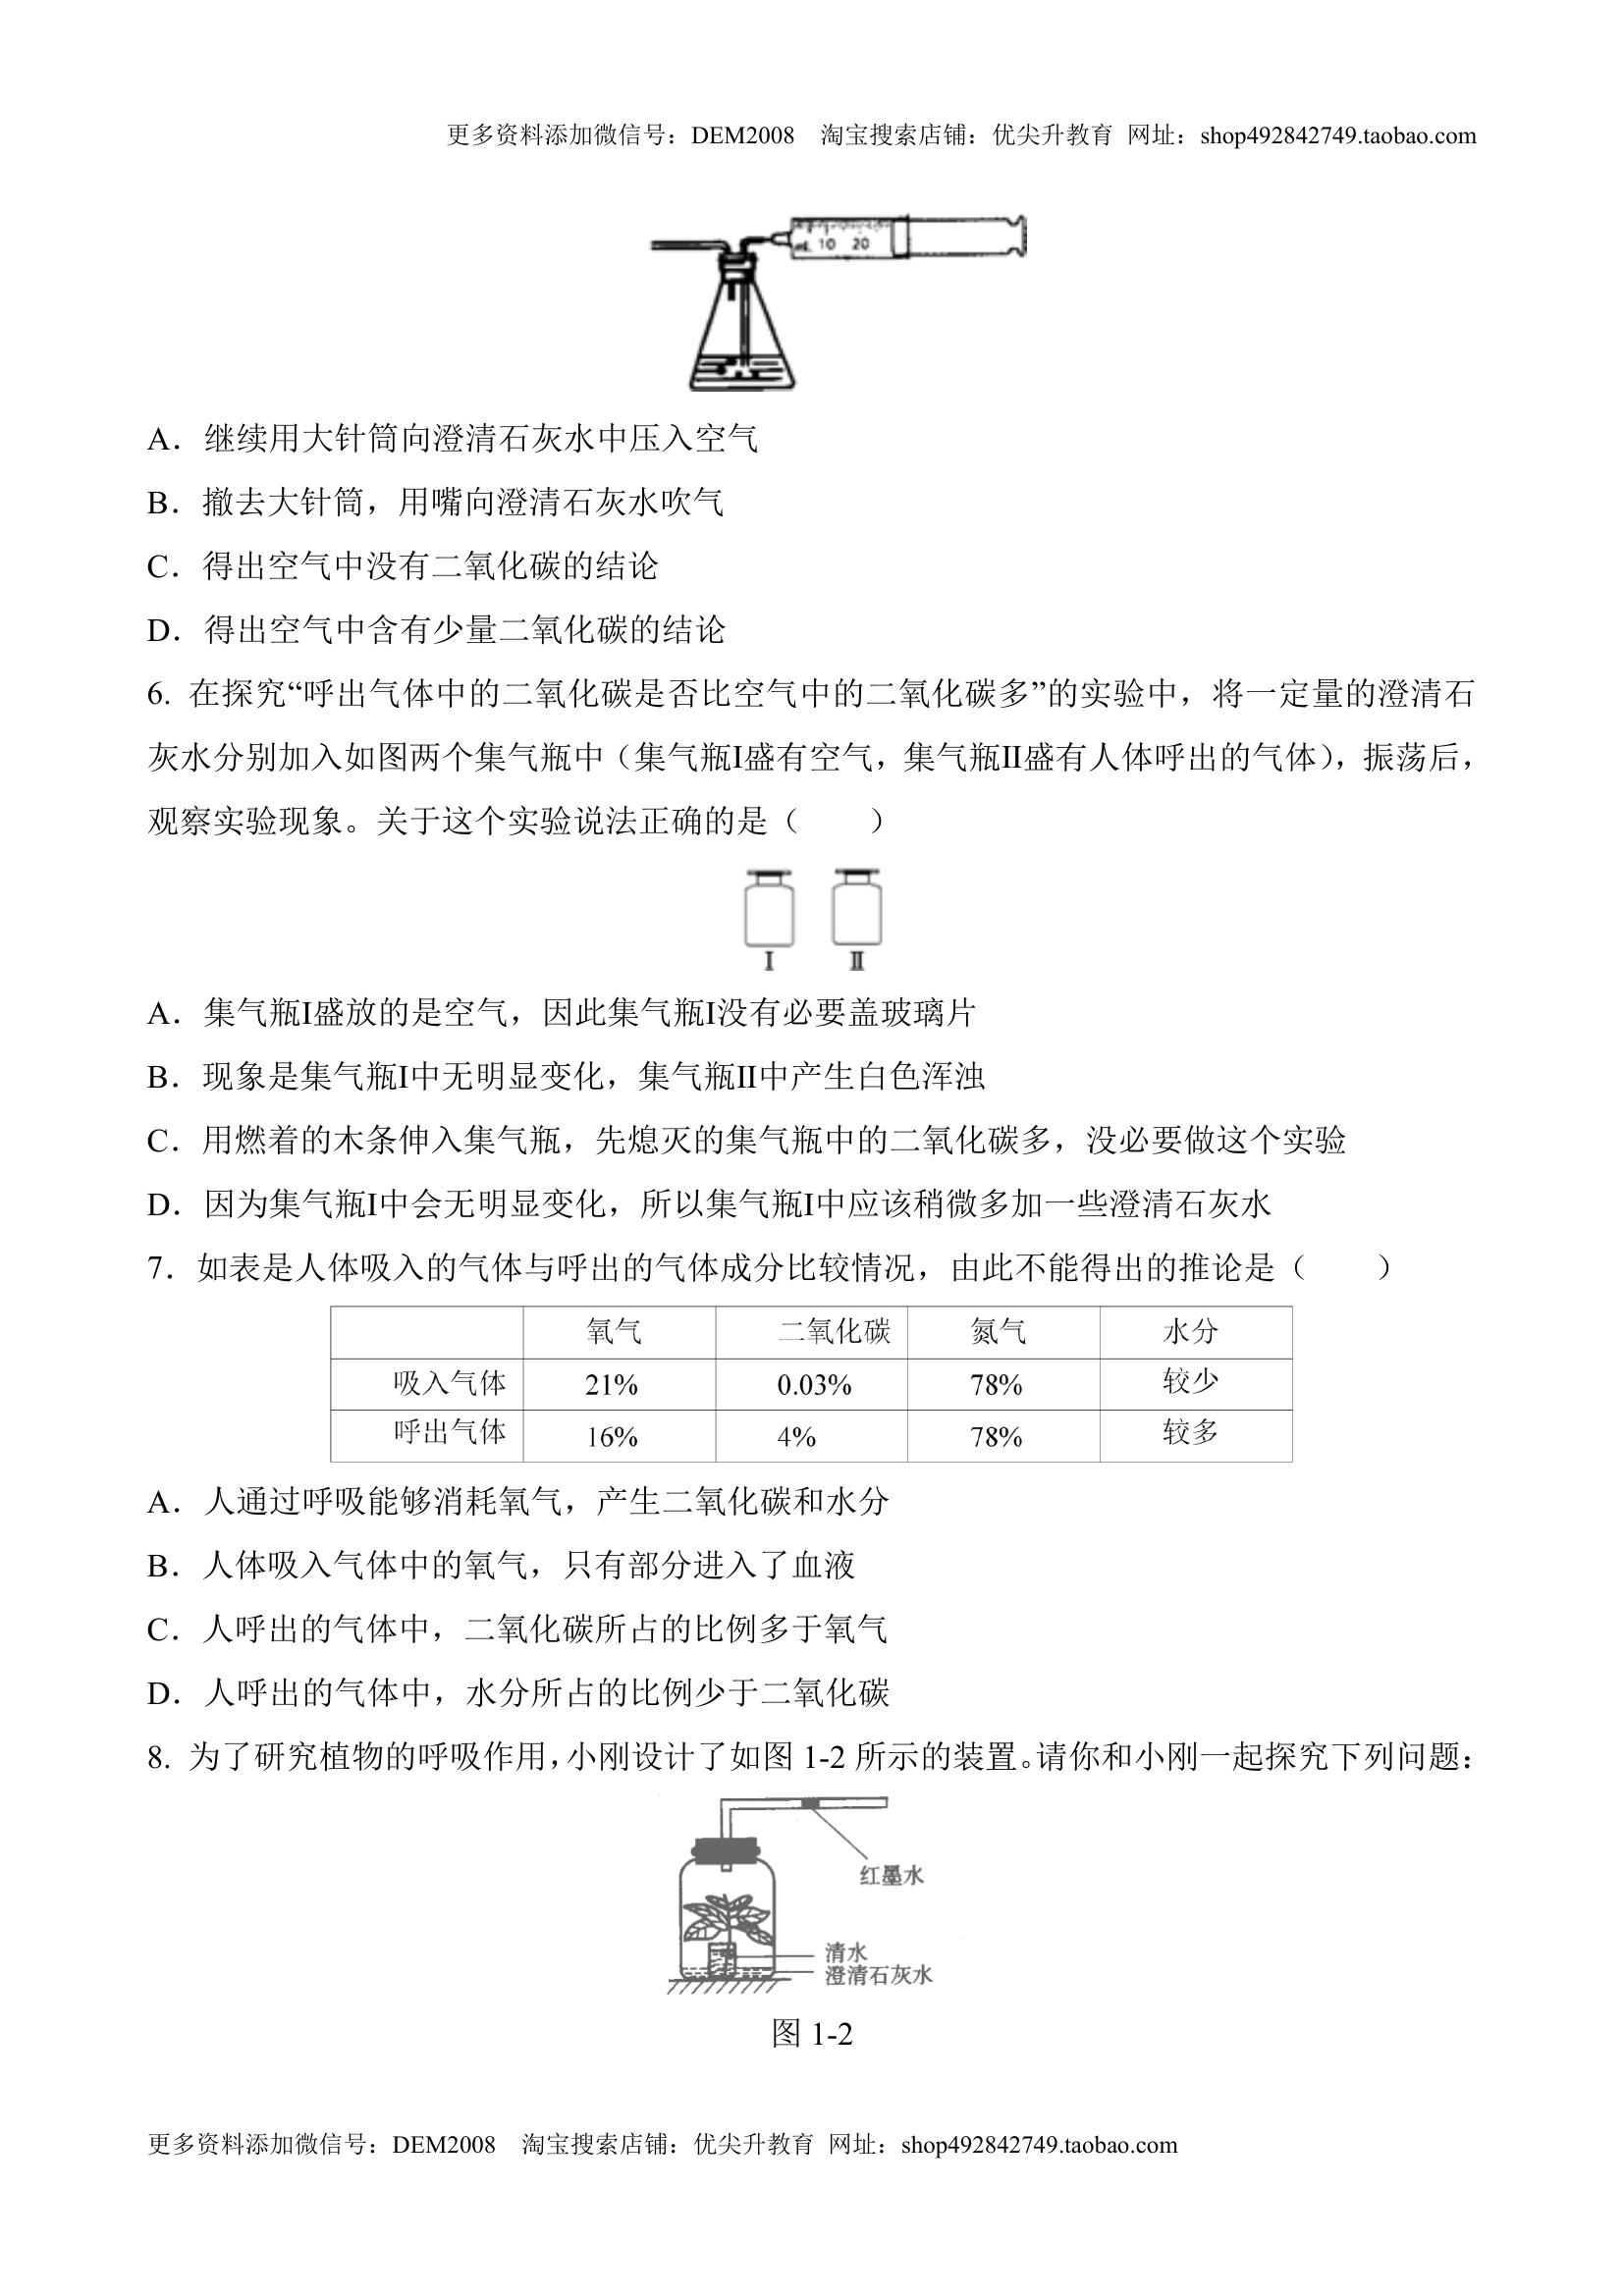 更多资料添加微信号：DEM2008 淘宝搜索店铺：优尖升教育 网址：shop492842749.taobao.com
mL 10 20
A．继续用大针筒向澄清石灰水中压入空气
B．撤去大针筒，用嘴向澄清石灰水吹气
C．得出空气中没有二氧化碳的结论
D．得出空气中含有少量二氧化碳的结论
6. 在探究“呼出气体中的二氧化碳是否比空气中的二氧化碳多”的实验中，将一定量的澄清石
灰水分别加入如图两个集气瓶中（集气瓶Ⅰ盛有空气，集气瓶Ⅱ盛有人体呼出的气体），振荡后，
观察实验现象。关于这个实验说法正确的是（　　）
Ⅰ Ⅱ
A．集气瓶Ⅰ盛放的是空气，因此集气瓶Ⅰ没有必要盖玻璃片
B．现象是集气瓶Ⅰ中无明显变化，集气瓶Ⅱ中产生白色浑浊
C．用燃着的木条伸入集气瓶，先熄灭的集气瓶中的二氧化碳多，没必要做这个实验
D．因为集气瓶Ⅰ中会无明显变化，所以集气瓶Ⅰ中应该稍微多加一些澄清石灰水
7．如表是人体吸入的气体与呼出的气体成分比较情况，由此不能得出的推论是（　　）
氧气 二氧化碳 氮气 水分
吸入气体 21% 0.03% 78% 较少
呼出气体 16% 4% 78% 较多
A．人通过呼吸能够消耗氧气，产生二氧化碳和水分
B．人体吸入气体中的氧气，只有部分进入了血液
C．人呼出的气体中，二氧化碳所占的比例多于氧气
D．人呼出的气体中，水分所占的比例少于二氧化碳
8. 为了研究植物的呼吸作用，小刚设计了如图 1-2 所示的装置。请你和小刚一起探究下列问题：
红墨水
清水
澄清石灰水
图 1-2
更多资料添加微信号：DEM2008 淘宝搜索店铺：优尖升教育 网址：shop492842749.taobao.com